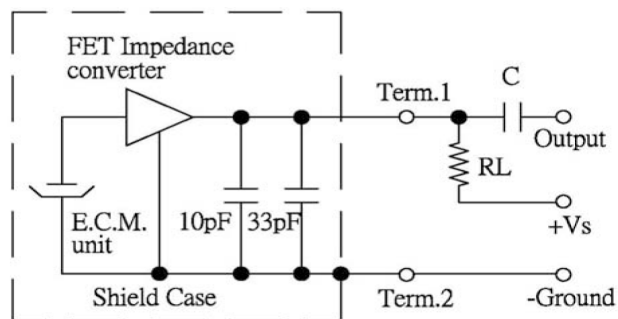 FET Impedance
converter
Term.1
C
Output
RL
+Vs
E.C.M.
unit
10pF
33pF
Shield Case
Term.2
-Ground